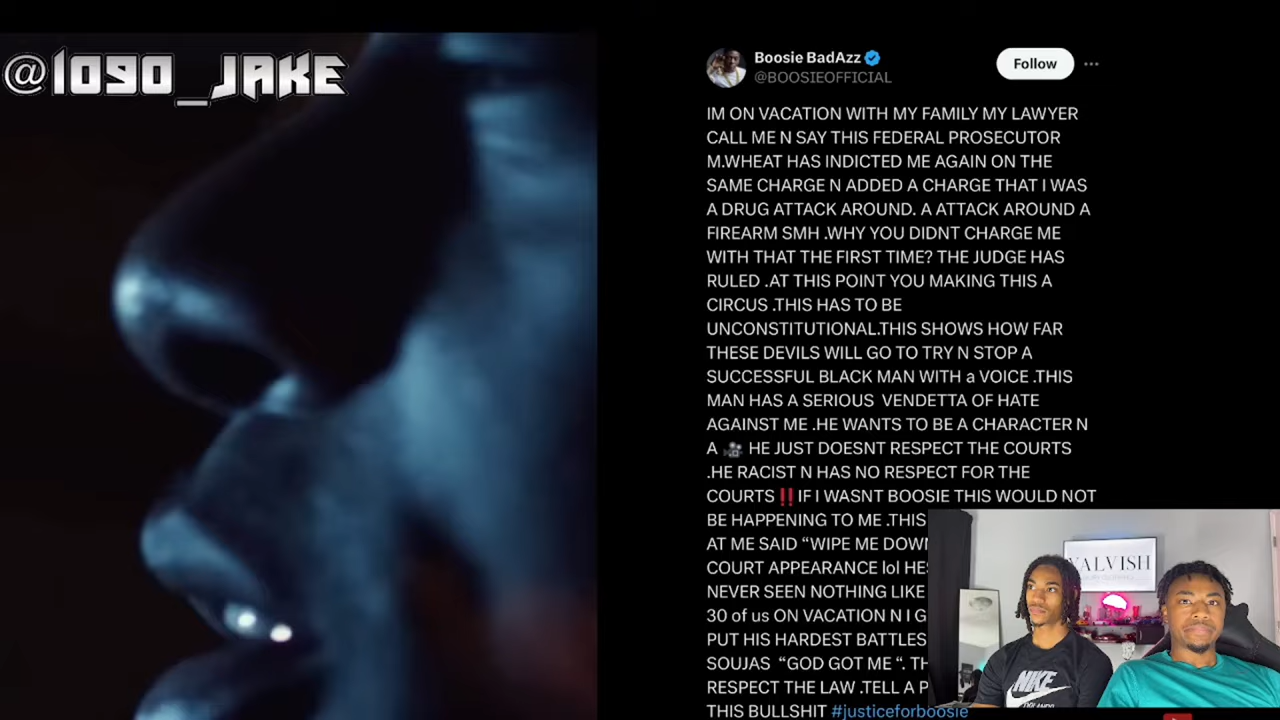 @1090_JAKE
Boosie BadAzz
@BOOSIEOFFICIAL
Follow
IM ON VACATION WITH MY FAMILY MY LAWYER
CALL ME N SAY THIS FEDERAL PROSECUTOR
M.WHEAT HAS INDICTED ME AGAIN ON THE
SAME CHARGE N ADDED A CHARGE THAT I WAS
A DRUG ATTACK AROUND. A ATTACK AROUND A
FIREARM SMH .WHY YOU DIDNT CHARGE ME
WITH THAT THE FIRST TIME? THE JUDGE HAS
RULED .AT THIS POINT YOU MAKING THIS A
CIRCUS .THIS HAS TO BE
UNCONSTITUTIONAL.THIS SHOWS HOW FAR
THESE DEVILS WILL GO TO TRY N STOP A
SUCCESSFUL BLACK MAN WITH a VOICE .THIS
MAN HAS A SERIOUS VENDETTA OF HATE
AGAINST ME .HE WANTS TO BE A CHARACTER N
A 🎥 HE JUST DOESNT RESPECT THE COURTS
.HE RACIST N HAS NO RESPECT FOR THE
COURTS‼️IF I WASNT BOOSIE THIS WOULD NOT
BE HAPPENING TO ME .THIS
AT ME SAID “WIPE ME DOWN
COURT APPEARANCE lol HES
NEVER SEEN NOTHING LIKE
30 of us ON VACATION N I G
PUT HIS HARDEST BATTLES
SOUJAS “GOD GOT ME “. TH
RESPECT THE LAW .TELL A P
THIS BULLSHIT #justiceforboosie
VALVISH
NIKE